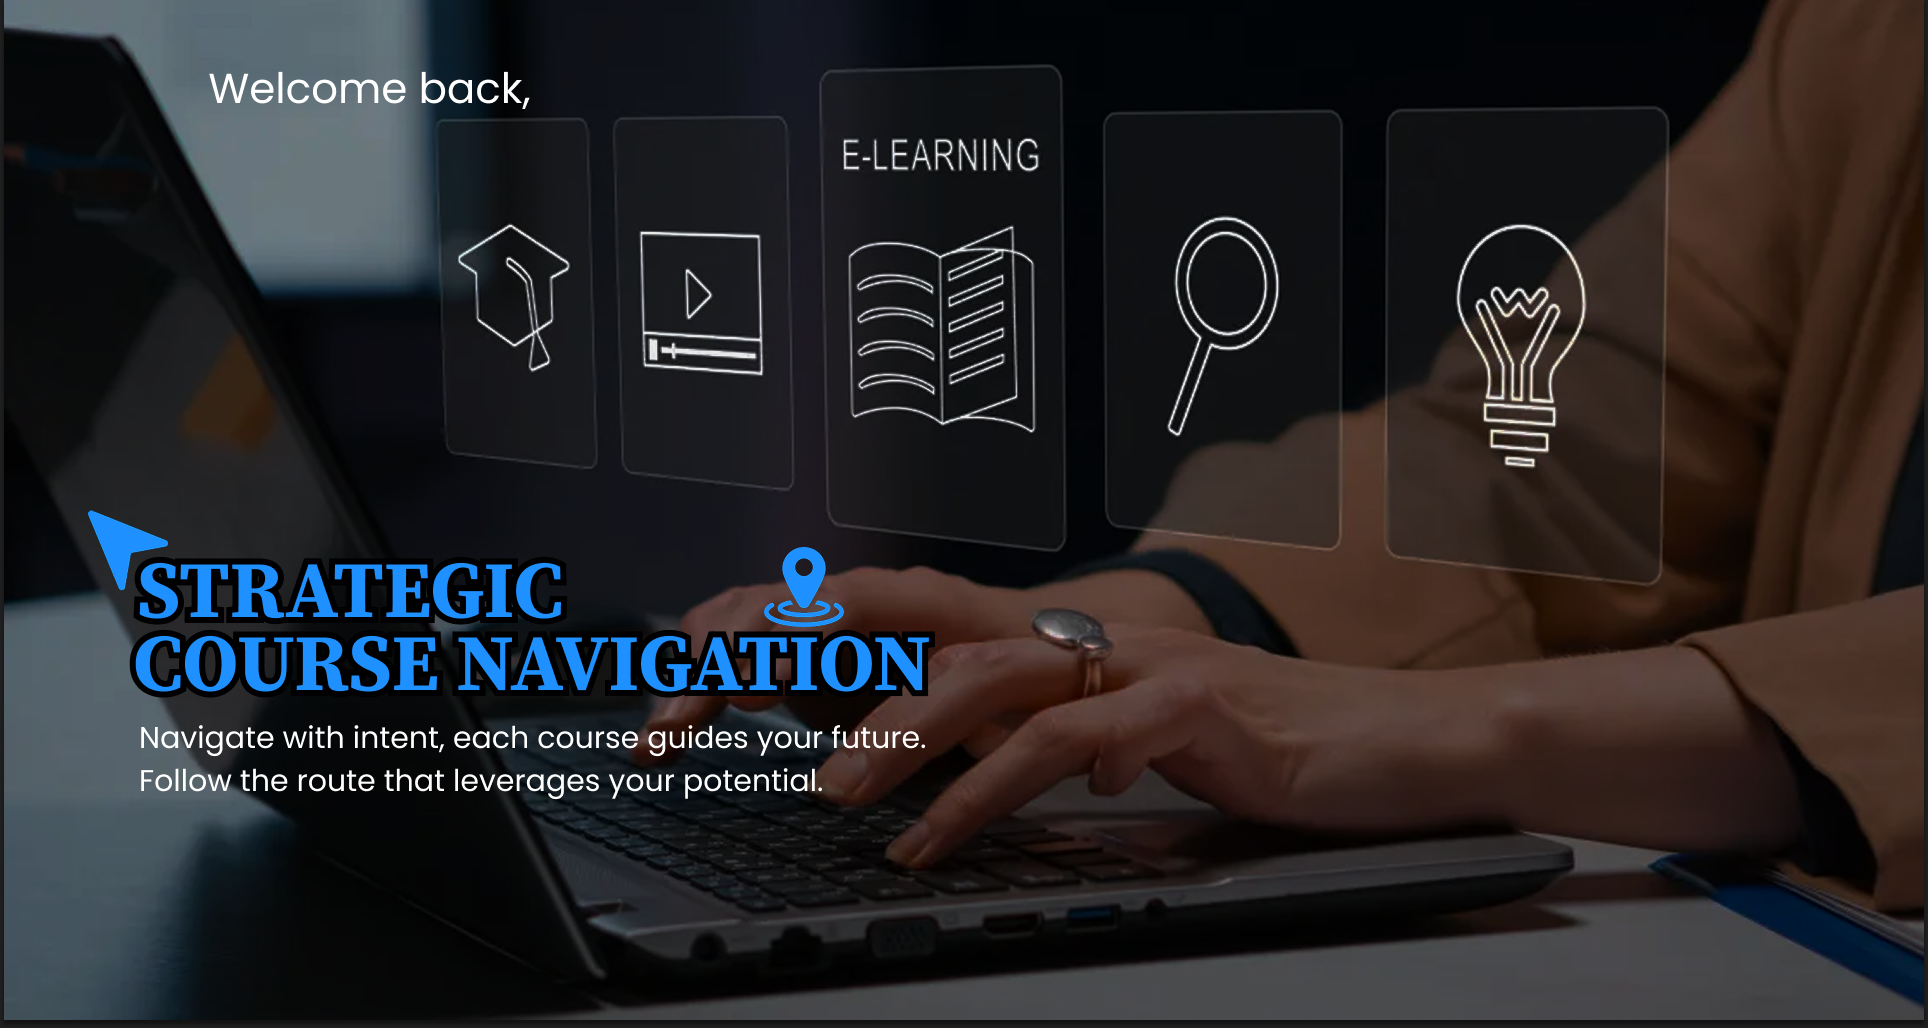 Welcome back,
E-LEARNING
STRATEGIC
COURSE NAVIGATION
Navigate with intent, each course guides your future.
Follow the route that leverages your potential.